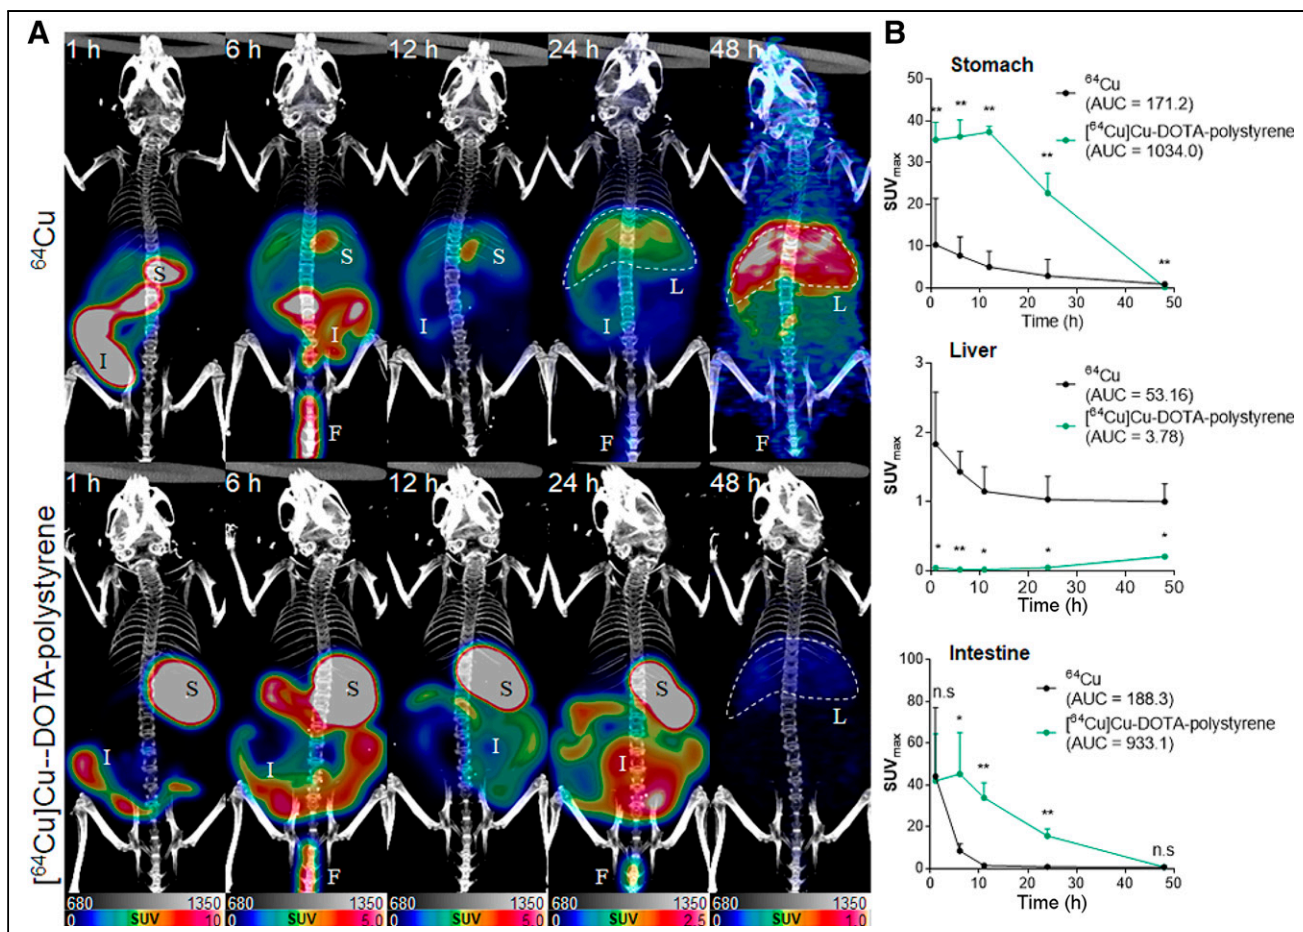 A
B
1 h
6 h
12 h
24 h
48 h
⁶⁴Cu
S
I
S
I
F
S
I
L
I
F
L
F
1 h
6 h
12 h
24 h
48 h
[⁶⁴Cu]Cu--DOTA-polystyrene
S
I
S
I
F
S
I
S
I
F
L
680 1350
0 SUV 10
680 1350
0 SUV 5.0
680 1350
0 SUV 5.0
680 1350
0 SUV 2.5
680 1350
0 SUV 1.0
Stomach
⁶⁴Cu
(AUC = 171.2)
[⁶⁴Cu]Cu-DOTA-polystyrene
(AUC = 1034.0)
** ** ** ** **
SUVmax
50
40
30
20
10
0
0 10 20 30 40 50
Time (h)
Liver
⁶⁴Cu
(AUC = 53.16)
[⁶⁴Cu]Cu-DOTA-polystyrene
(AUC = 3.78)
SUVmax
3
2
1
0
* ** * * *
0 10 20 30 40 50
Time (h)
Intestine
⁶⁴Cu
(AUC = 188.3)
[⁶⁴Cu]Cu-DOTA-polystyrene
(AUC = 933.1)
n.s * ** ** n.s
SUVmax
100
80
60
40
20
0
0 10 20 30 40 50
Time (h)